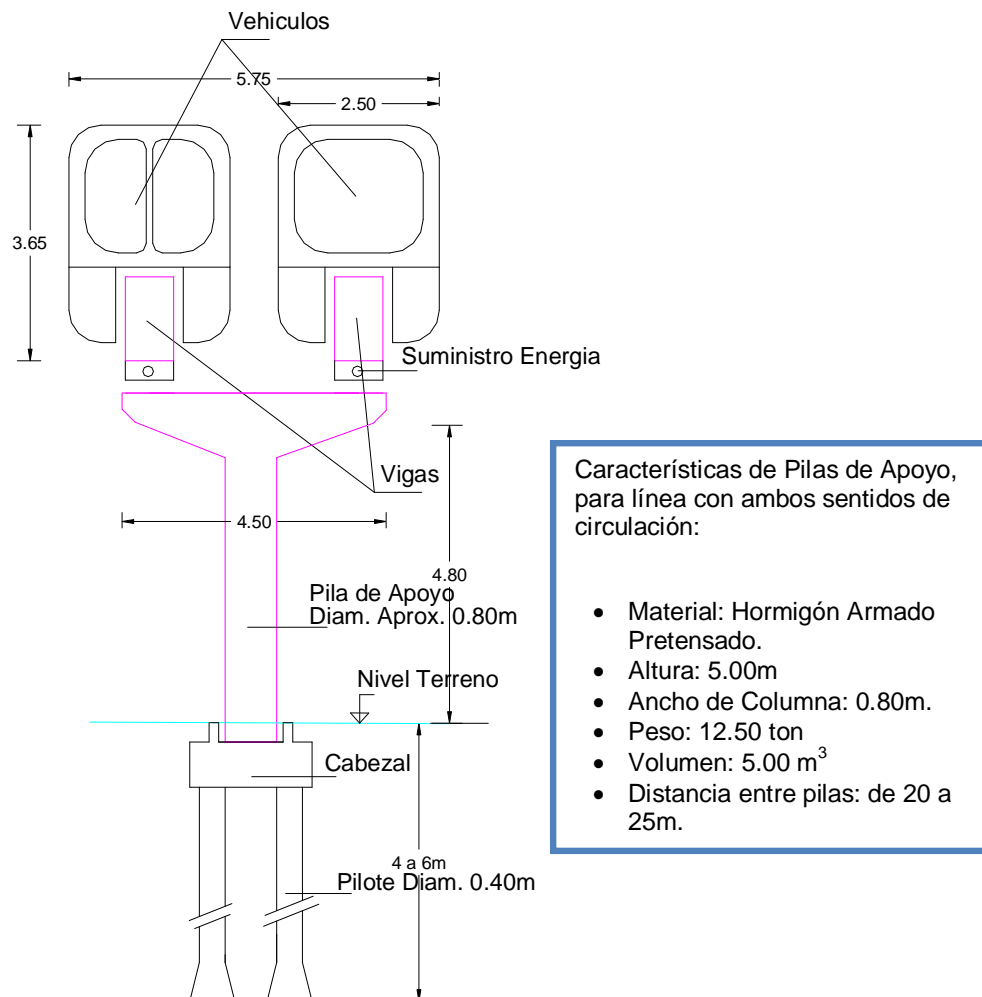 Vehiculos
5.75
2.50
3.65
Suministro Energia
Vigas
4.50
4.80
Pila de Apoyo
Diam. Aprox. 0.80m
Nivel Terreno
Cabezal
4 a 6m
Pilote Diam. 0.40m
Características de Pilas de Apoyo,
para línea con ambos sentidos de
circulación:
• Material: Hormigón Armado
Pretensado.
• Altura: 5.00m
• Ancho de Columna: 0.80m.
• Peso: 12.50 ton
• Volumen: 5.00 m³
• Distancia entre pilas: de 20 a
25m.